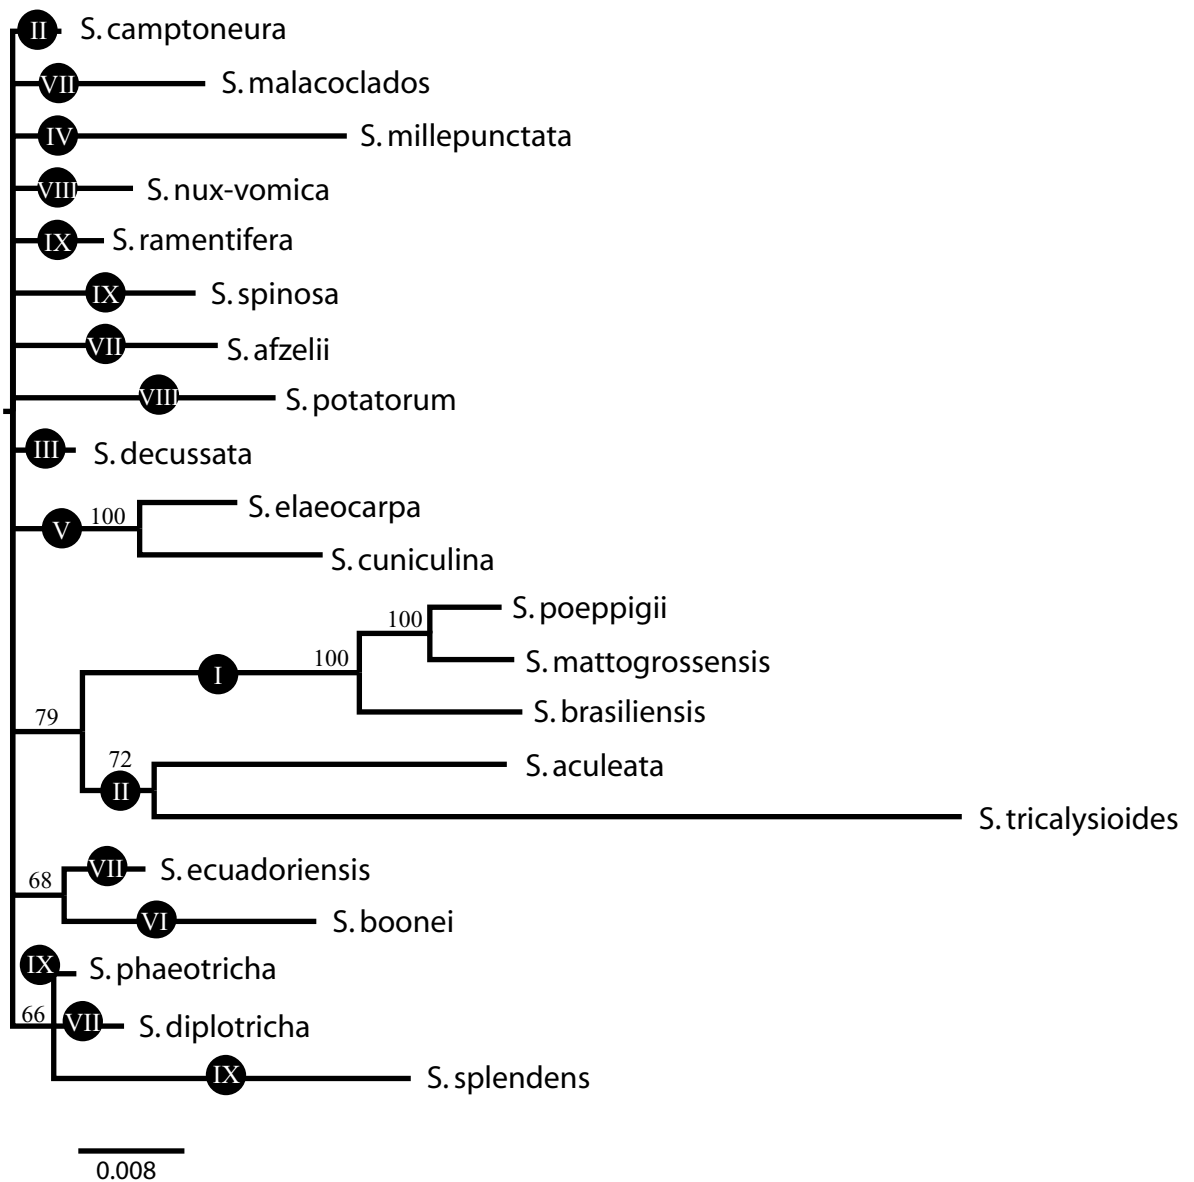 II S. camptoneura
VII S. malacoclados
IV S. millepunctata
VIII S. nux-vomica
IX S. ramentifera
IX S. spinosa
VII S. afzelii
VIII S. potatorum
III S. decussata
S. elaeocarpa
V 100
S. cuniculina
S. poeppigii
100
S. mattogrossensis
I 100
S. brasiliensis
79
72
S. aculeata
II
S. tricalysioides
VII S. ecuadoriensis
68
VI S. boonei
IX S. phaeotricha
66 VII S. diplotricha
IX S. splendens
0.008